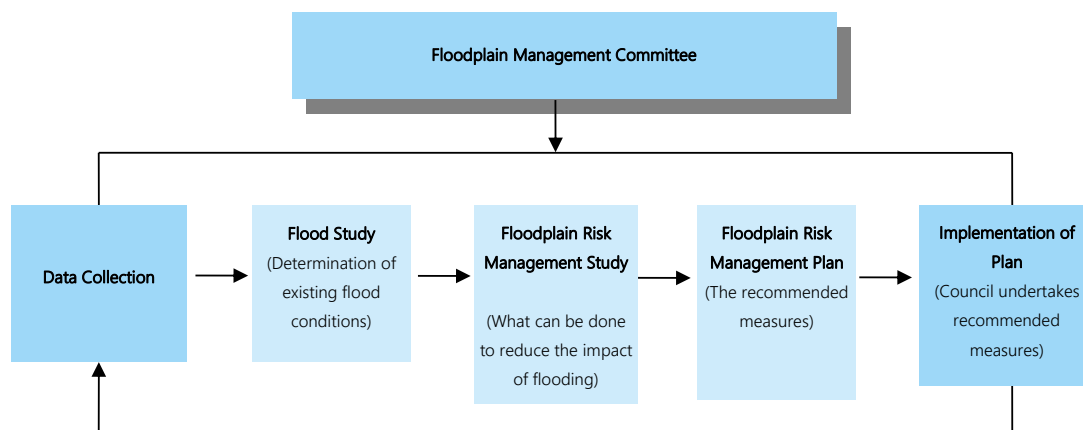 Floodplain Management Committee
Data Collection
Flood Study
(Determination of
existing flood
conditions)
Floodplain Risk
Management Study
(What can be done
to reduce the impact
of flooding)
Floodplain Risk
Management Plan
(The recommended
measures)
Implementation of
Plan
(Council undertakes
recommended
measures)